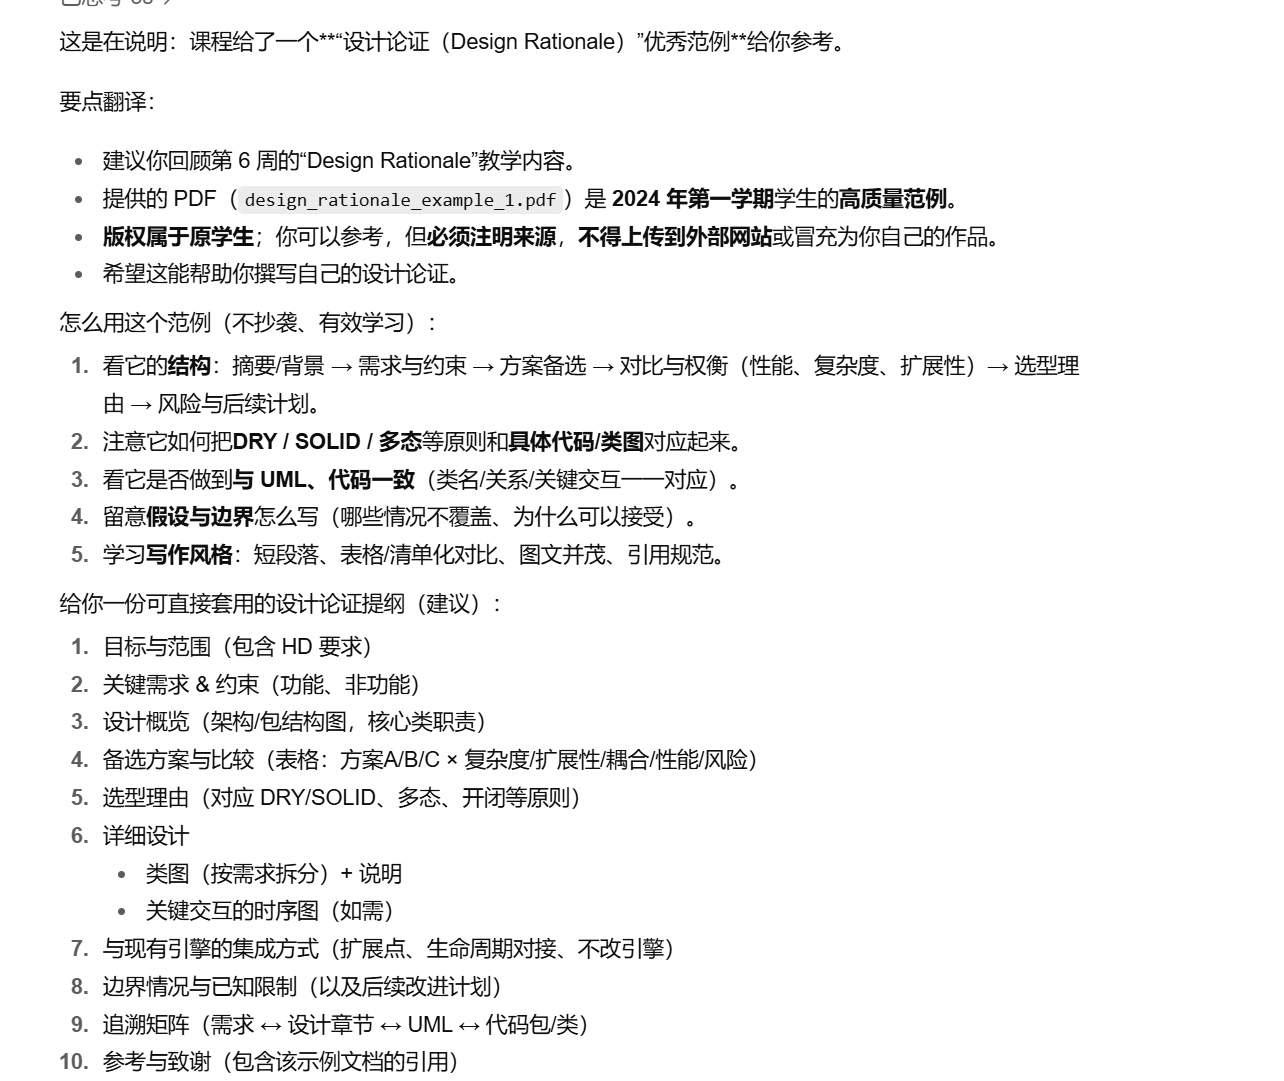 这是在说明：课程给了一个**“设计论证（Design Rationale）”优秀范例**给你参考。
要点翻译：
• 建议你回顾第 6 周的“Design Rationale”教学内容。
• 提供的 PDF（design_rationale_example_1.pdf）是 2024 年第一学期学生的高质量范例。
• 版权属于原学生；你可以参考，但必须注明来源，不得上传到外部网站或冒充为你自己的作品。
• 希望这能帮助你撰写自己的设计论证。
怎么用这个范例（不抄袭、有效学习）：
1. 看它的结构：摘要/背景 → 需求与约束 → 方案备选 → 对比与权衡（性能、复杂度、扩展性）→ 选型理
由 → 风险与后续计划。
2. 注意它如何把DRY / SOLID / 多态等原则和具体代码/类图对应起来。
3. 看它是否做到与 UML、代码一致（类名/关系/关键交互一一对应）。
4. 留意假设与边界怎么写（哪些情况不覆盖、为什么可以接受）。
5. 学习写作风格：短段落、表格/清单化对比、图文并茂、引用规范。
给你一份可直接套用的设计论证提纲（建议）：
1. 目标与范围（包含 HD 要求）
2. 关键需求 & 约束（功能、非功能）
3. 设计概览（架构/包结构图，核心类职责）
4. 备选方案与比较（表格：方案A/B/C × 复杂度/扩展性/耦合/性能/风险）
5. 选型理由（对应 DRY/SOLID、多态、开闭等原则）
6. 详细设计
• 类图（按需求拆分）+ 说明
• 关键交互的时序图（如需）
7. 与现有引擎的集成方式（扩展点、生命周期对接、不改引擎）
8. 边界情况与已知限制（以及后续改进计划）
9. 追溯矩阵（需求 ↔ 设计章节 ↔ UML ↔ 代码包/类）
10. 参考与致谢（包含该示例文档的引用）